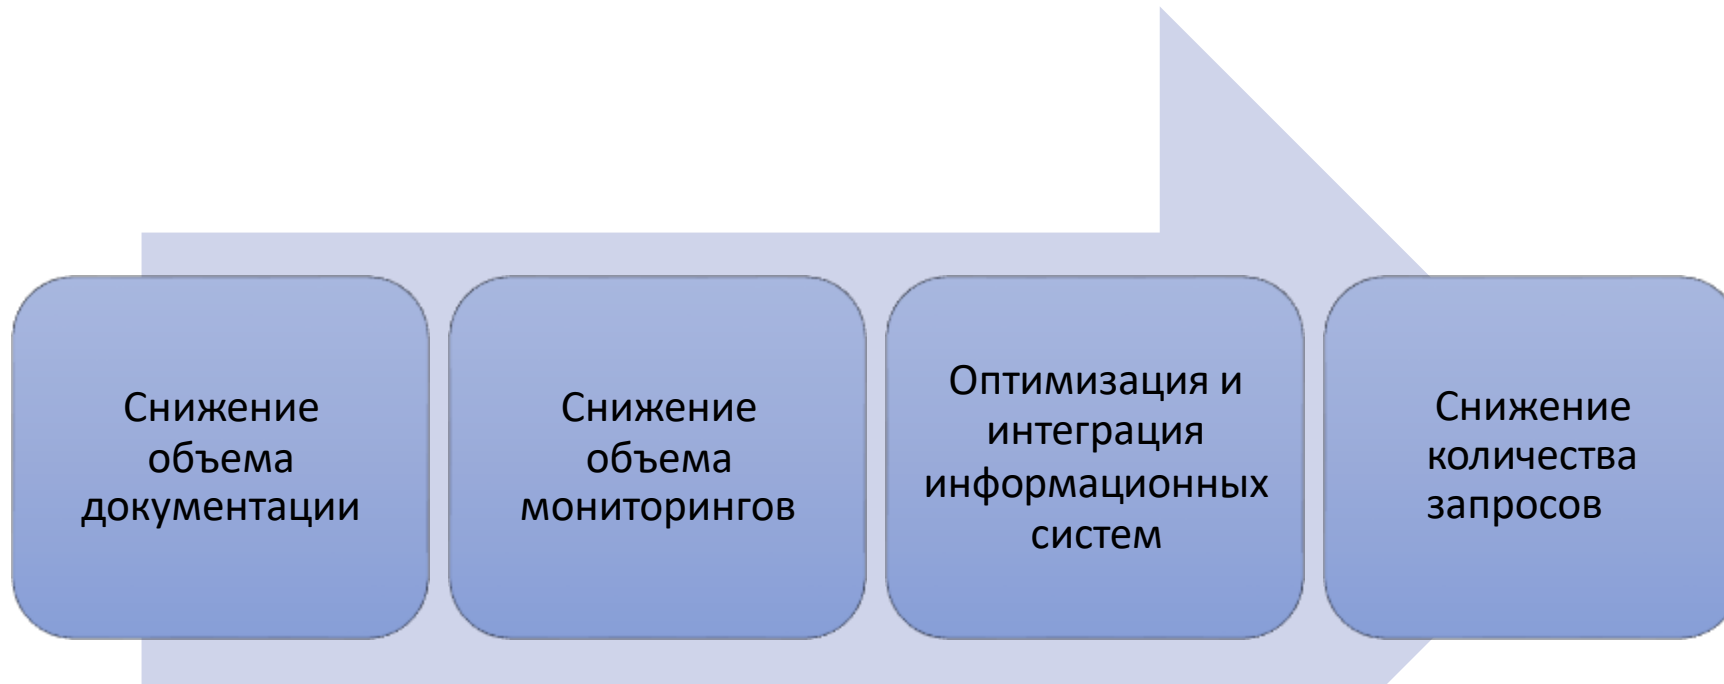 Снижение
объема
документации
Снижение
объема
мониторингов
Оптимизация и
интеграция
информационных
систем
Снижение
количества
запросов